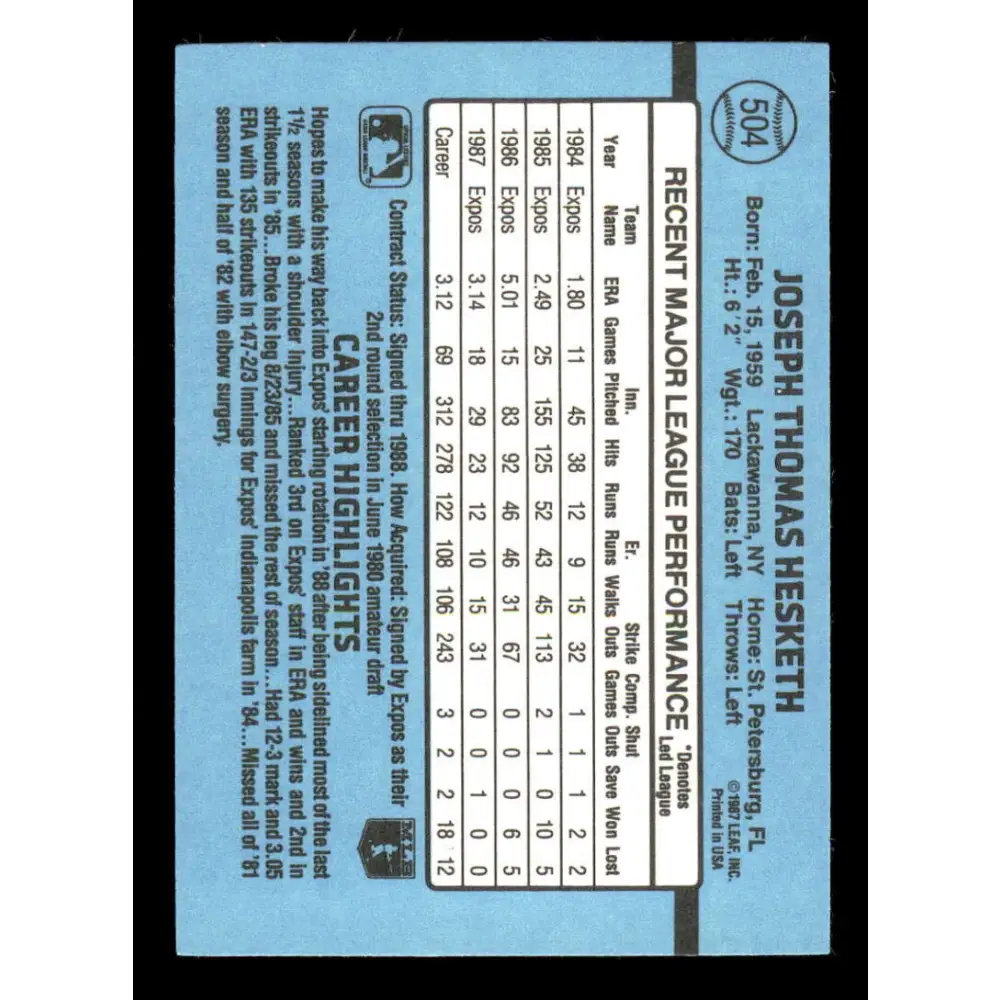 504
JOSEPH THOMAS HESKETH
Born: Feb. 15, 1959 Lackawanna, NY Home: St. Petersburg, FL
Ht.: 6'2" Wgt.: 170 Bats: Left Throws: Left
©1987 LEAF, INC.
Printed in USA
RECENT MAJOR LEAGUE PERFORMANCE
*Denotes
Led League
Team Inn. Er. Strike Comp. Shut
Year Name ERA Games Pitched Hits Runs Runs Walks Outs Games Outs Save Won Lost
1984 Expos 1.80 11 45 38 12 9 15 32 1 1 1 2 2
1985 Expos 2.49 25 155 125 52 43 45 113 2 1 0 10 5
1986 Expos 5.01 15 83 92 46 46 31 67 0 0 0 6 5
1987 Expos 3.14 18 29 23 12 10 15 31 0 0 1 0 0
Career 3.12 69 312 278 122 108 106 243 3 2 2 18 12
Contract Status: Signed thru 1988. How Acquired: Signed by Expos as their
2nd round selection in June 1980 amateur draft
MLB
CAREER HIGHLIGHTS
Hopes to make his way back into Expos' starting rotation in '88 after being sidelined most of the last
1½ seasons with a shoulder injury...Ranked 3rd on Expos' staff in ERA and wins and 2nd in
strikeouts in '85...Broke his leg 8/23/85 and missed the rest of season...Had 12-3 mark and 3.05
ERA with 135 strikeouts in 147-2/3 innings for Expos' Indianapolis farm in '84...Missed all of '81
season and half of '82 with elbow surgery.